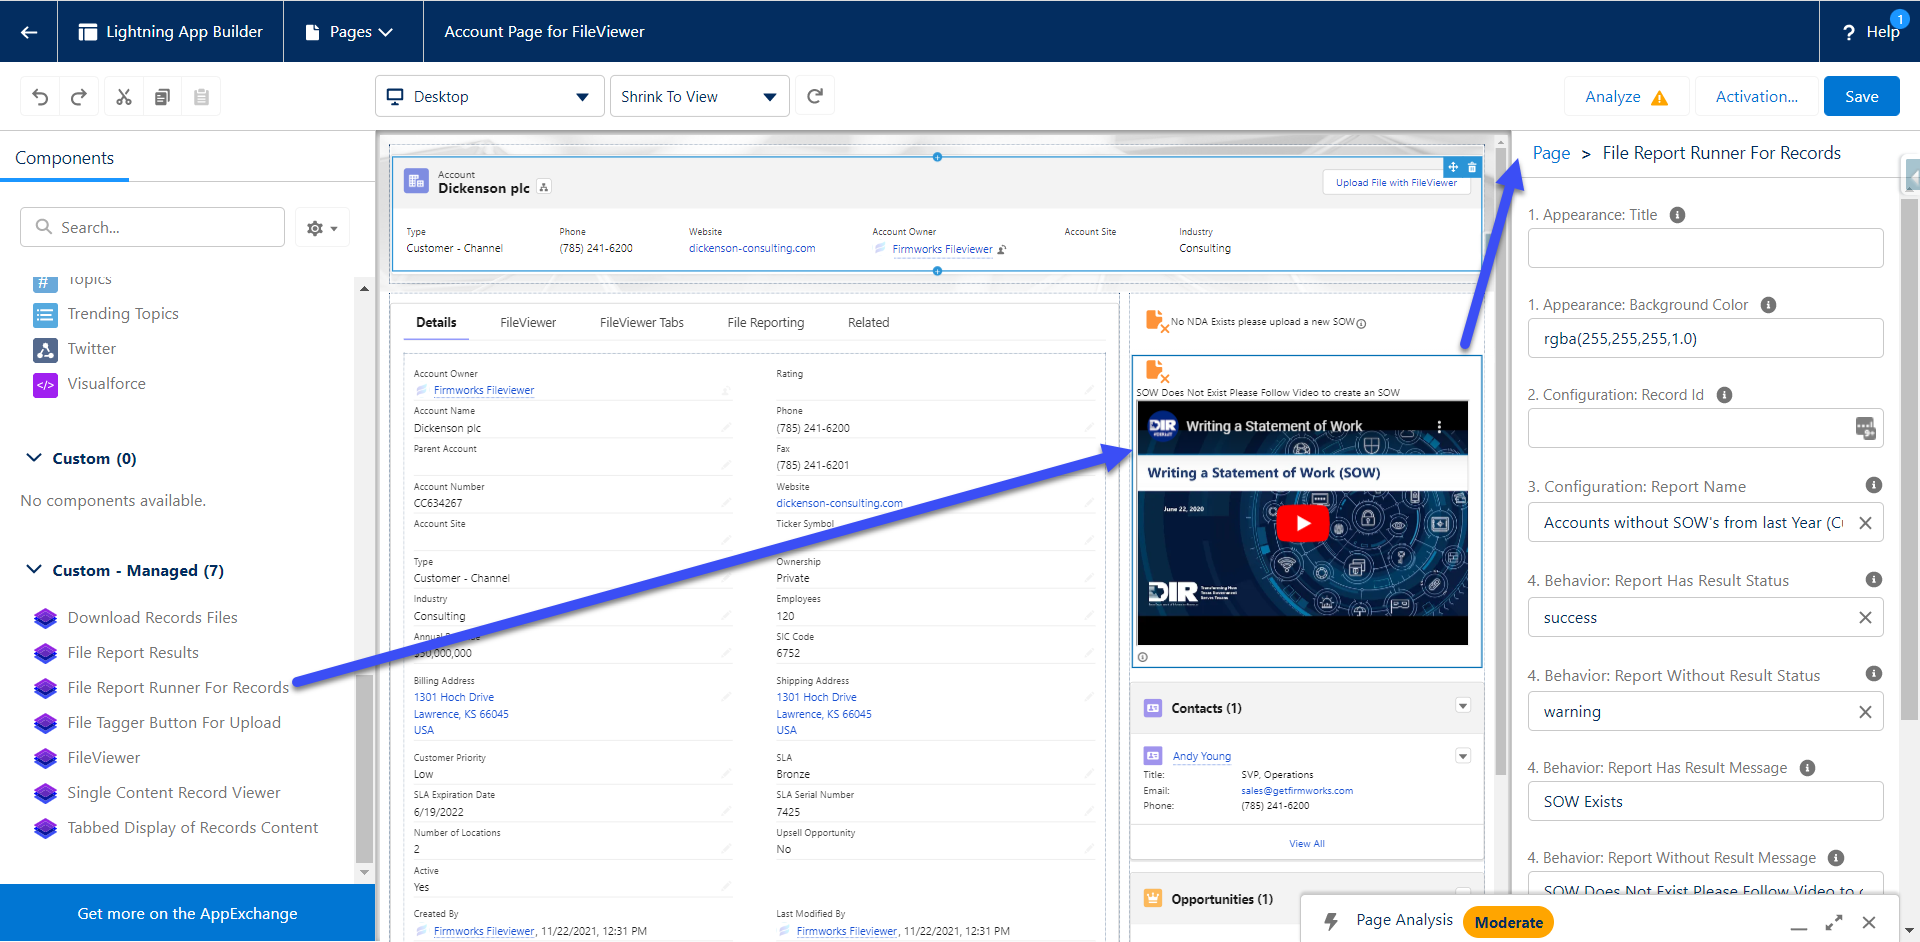 Lightning App Builder
Pages
Account Page for FileViewer
? Help
1
Desktop
Shrink To View
Analyze
Activation...
Save
Components
Search...
Topics
Trending Topics
Twitter
Visualforce
Custom (0)
No components available.
Custom - Managed (7)
Download Records Files
File Report Results
File Report Runner For Records
File Tagger Button For Upload
FileViewer
Single Content Record Viewer
Tabbed Display of Records Content
Get more on the AppExchange
Account
Dickenson plc
Upload File with FileViewer
Type
Customer - Channel
Phone
(785) 241-6200
Website
dickenson-consulting.com
Account Owner
Firmworks Fileviewer
Account Site
Industry
Consulting
Details
FileViewer
FileViewer Tabs
File Reporting
Related
Account Owner
Firmworks Fileviewer
Rating
Account Name
Dickenson plc
Phone
(785) 241-6200
Parent Account
Fax
(785) 241-6201
Account Number
CC634267
Website
dickenson-consulting.com
Account Site
Ticker Symbol
Type
Customer - Channel
Ownership
Private
Industry
Consulting
Employees
120
Annual
$50,000,000
SIC Code
6752
Billing Address
1301 Hoch Drive
Lawrence, KS 66045
USA
Shipping Address
1301 Hoch Drive
Lawrence, KS 66045
USA
Customer Priority
Low
SLA
Bronze
SLA Expiration Date
6/19/2022
SLA Serial Number
7425
Number of Locations
2
Upsell Opportunity
No
Active
Yes
Created By
Firmworks Fileviewer, 11/22/2021, 12:31 PM
Last Modified By
Firmworks Fileviewer, 11/22/2021, 12:31 PM
No NDA Exists please upload a new SOW
SOW Does Not Exist Please Follow Video to create an SOW
DIR
Writing a Statement of Work
Writing a Statement of Work (SOW)
June 22, 2020
DIR
Contacts (1)
Andy Young
Title: SVP, Operations
Email: sales@getfirmworks.com
Phone: (785) 241-6200
View All
Opportunities (1)
Page > File Report Runner For Records
1. Appearance: Title
1. Appearance: Background Color
rgba(255,255,255,1.0)
2. Configuration: Record Id
9+
3. Configuration: Report Name
Accounts without SOW's from last Year (Cu
4. Behavior: Report Has Result Status
success
4. Behavior: Report Without Result Status
warning
4. Behavior: Report Has Result Message
SOW Exists
4. Behavior: Report Without Result Message
SOW Does Not Exist Please Follow Video to c
Page Analysis
Moderate